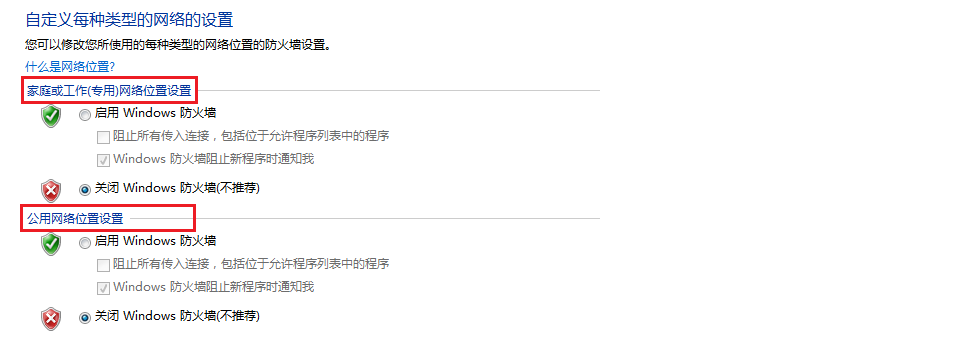 自定义每种类型的网络的设置
您可以修改您所使用的每种类型的网络位置的防火墙设置。
什么是网络位置?
家庭或工作(专用)网络位置设置
启用 Windows 防火墙
阻止所有传入连接，包括位于允许程序列表中的程序
Windows 防火墙阻止新程序时通知我
关闭 Windows 防火墙(不推荐)
公用网络位置设置
启用 Windows 防火墙
阻止所有传入连接，包括位于允许程序列表中的程序
Windows 防火墙阻止新程序时通知我
关闭 Windows 防火墙(不推荐)